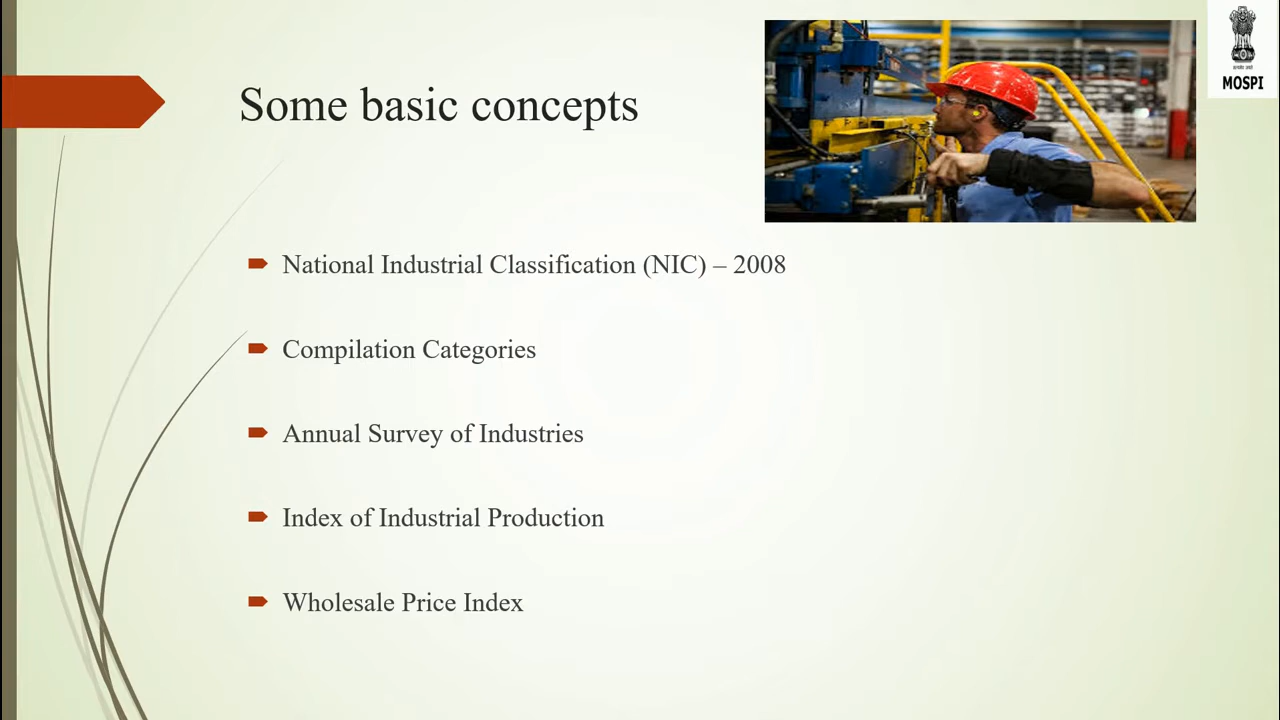 MOSPI
Some basic concepts
National Industrial Classification (NIC) – 2008
Compilation Categories
Annual Survey of Industries
Index of Industrial Production
Wholesale Price Index